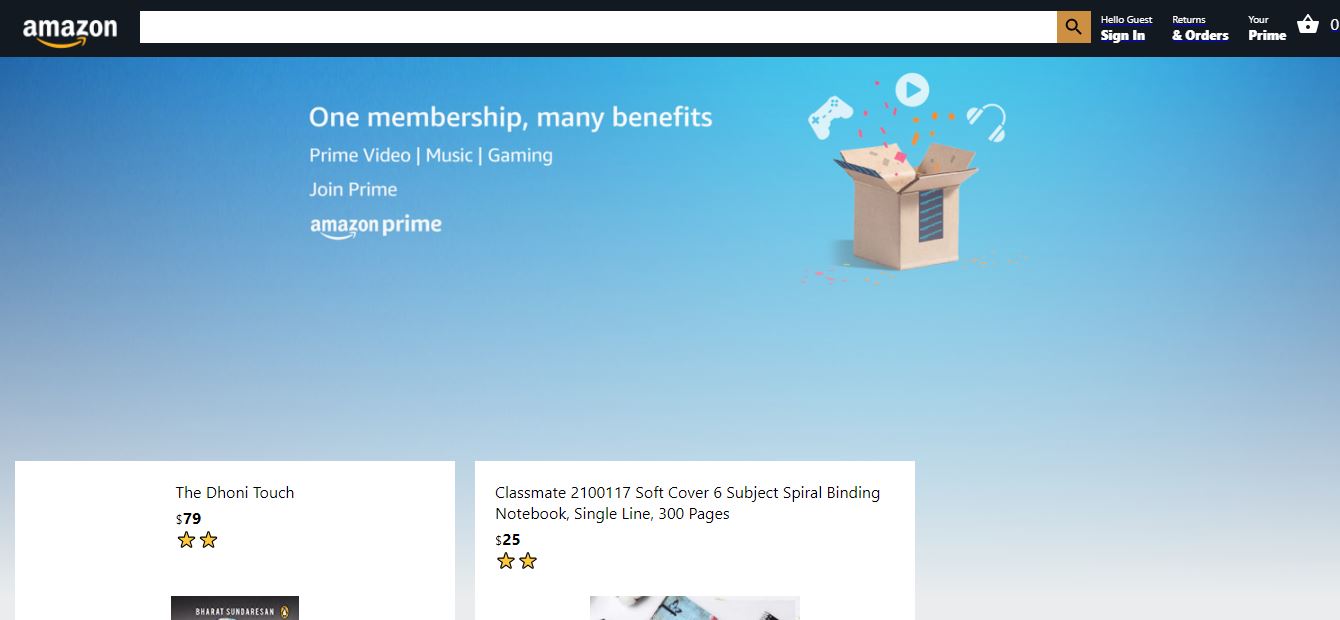 amazon
Hello Guest
Sign In
Returns
& Orders
Your
Prime
0
One membership, many benefits
Prime Video | Music | Gaming
Join Prime
amazon prime
The Dhoni Touch
$79
Classmate 2100117 Soft Cover 6 Subject Spiral Binding
Notebook, Single Line, 300 Pages
$25
BHARAT SUNDARESAN